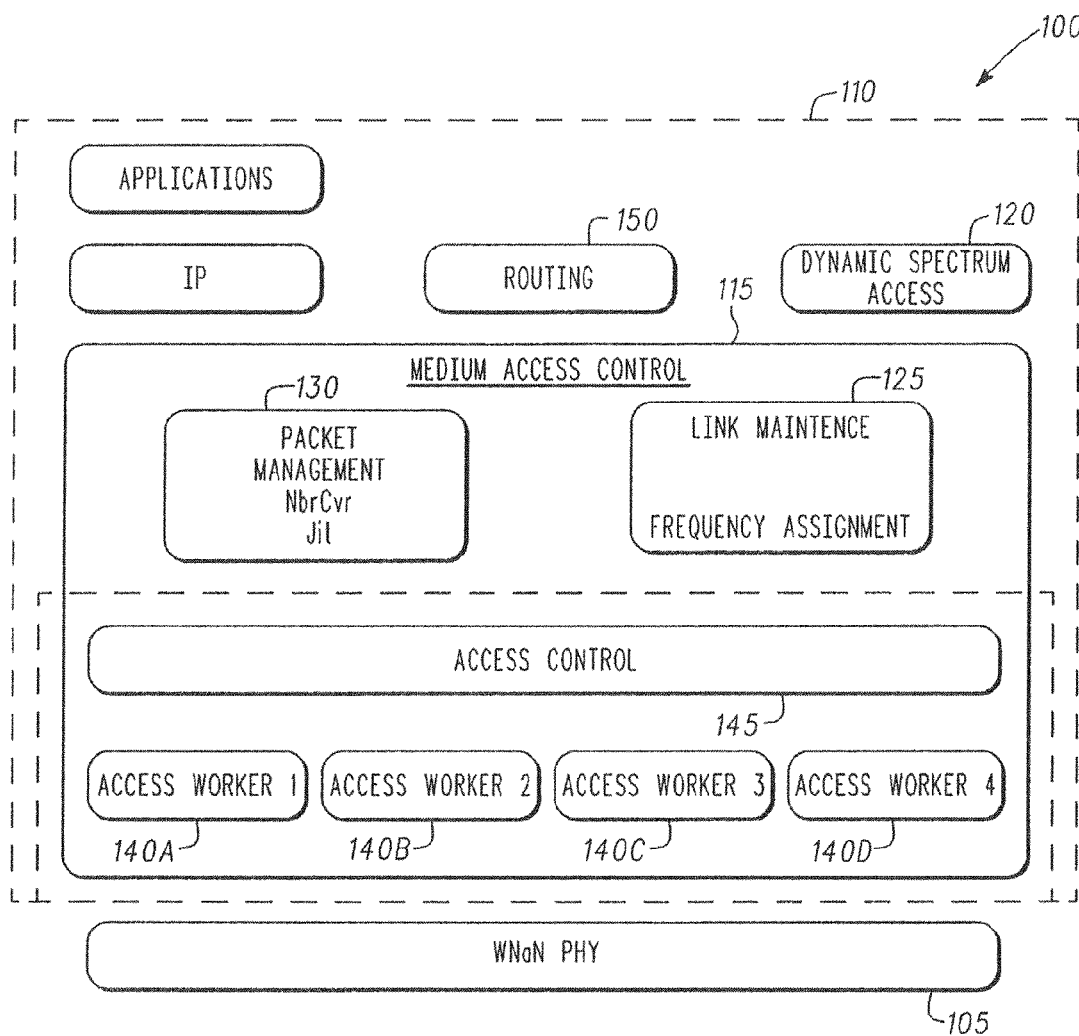 100
110
APPLICATIONS
150
120
IP
ROUTING
DYNAMIC SPECTRUM
ACCESS
115
MEDIUM ACCESS CONTROL
130
125
PACKET
MANAGEMENT
NbrCvr
Jil
LINK MAINTENCE
FREQUENCY ASSIGNMENT
ACCESS CONTROL
145
ACCESS WORKER 1
ACCESS WORKER 2
ACCESS WORKER 3
ACCESS WORKER 4
140A
140B
140C
140D
WNaN PHY
105